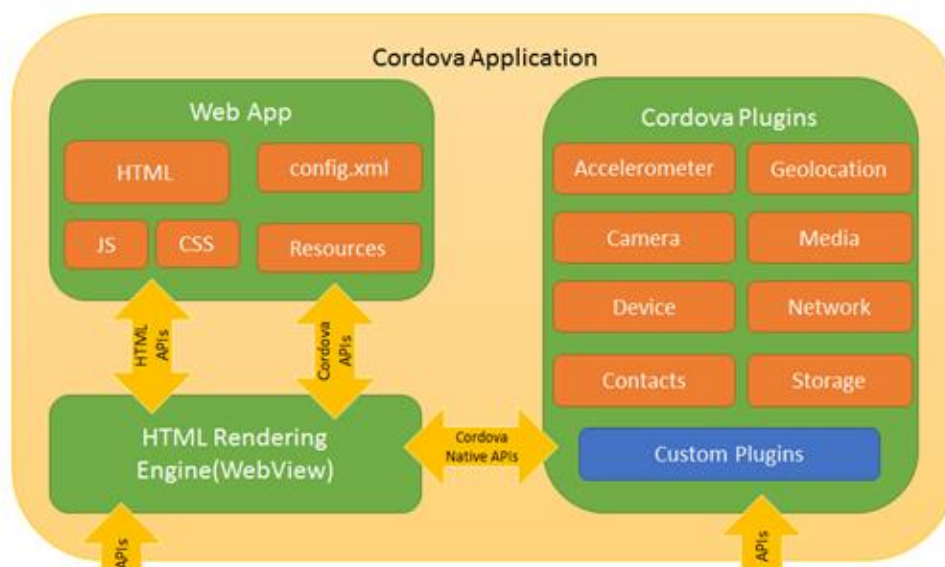 Cordova Application
Web App
HTML
config.xml
JS
CSS
Resources
HTML
APIs
Cordova
APIs
HTML Rendering
Engine(WebView)
Cordova
Native APIs
Cordova Plugins
Accelerometer
Geolocation
Camera
Media
Device
Network
Contacts
Storage
Custom Plugins
APIs
APIs